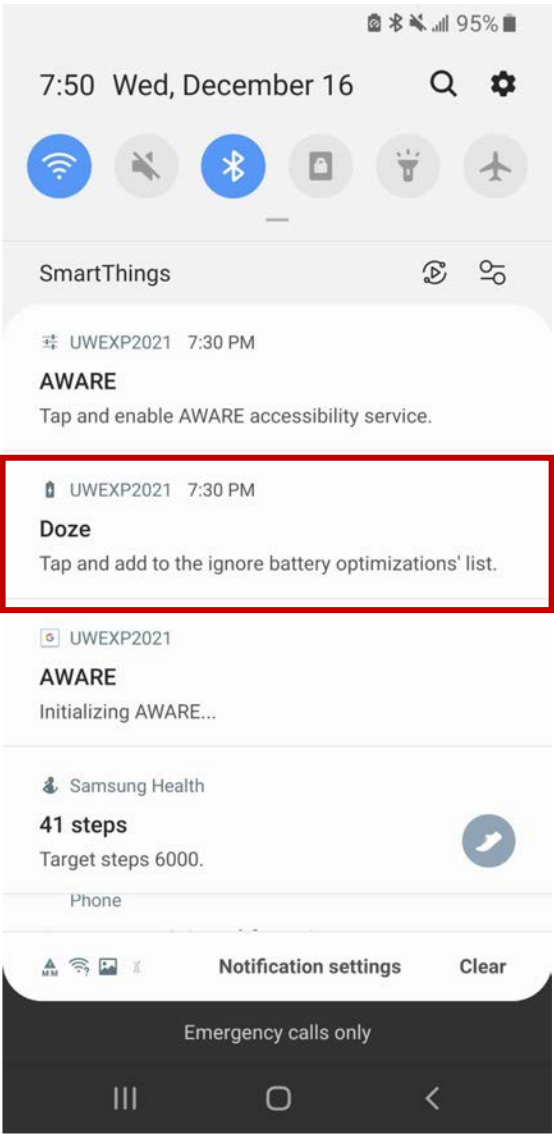 95%
7:50 Wed, December 16
SmartThings
UWEXP2021 7:30 PM
AWARE
Tap and enable AWARE accessibility service.
UWEXP2021 7:30 PM
Doze
Tap and add to the ignore battery optimizations' list.
G UWEXP2021
AWARE
Initializing AWARE...
Samsung Health
41 steps
Target steps 6000.
Phone
MM Notification settings Clear
Emergency calls only